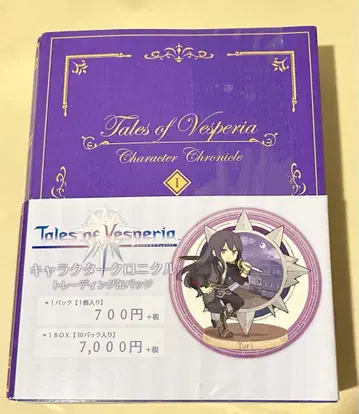 Tales of Vesperia
Character Chronicle
I
Tales of Vesperia
キャラクタークロニクル
トレーディング缶バッジ
1パック【1個入り】
700円+税
1BOX【10パック入り】
7,000円+税
Yuri